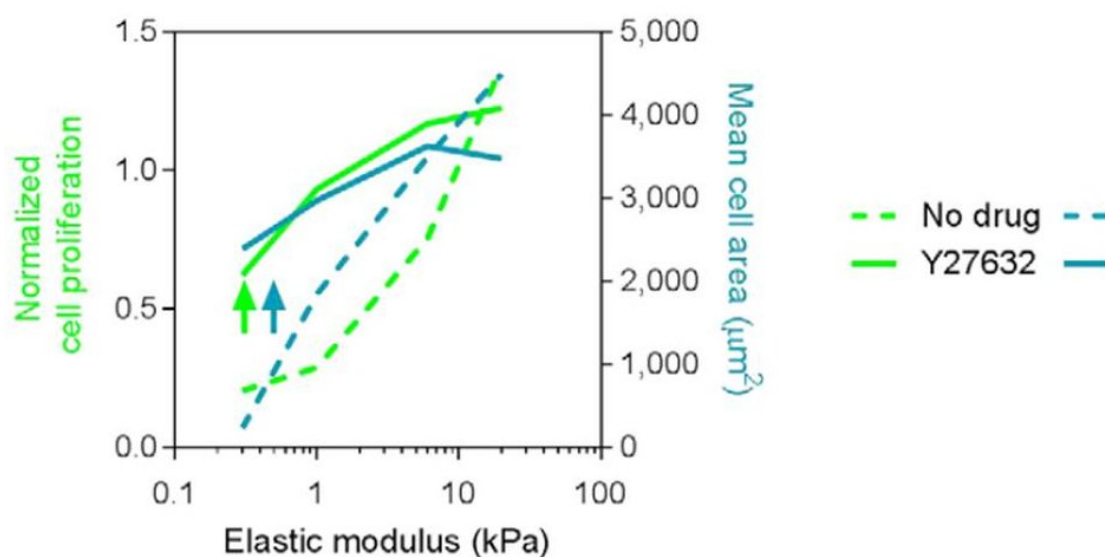 1.5
1.0
0.5
0.0
Normalized
cell proliferation
5,000
4,000
3,000
2,000
1,000
0
Mean cell area (μm²)
0.1 1 10 100
Elastic modulus (kPa)
No drug
Y27632